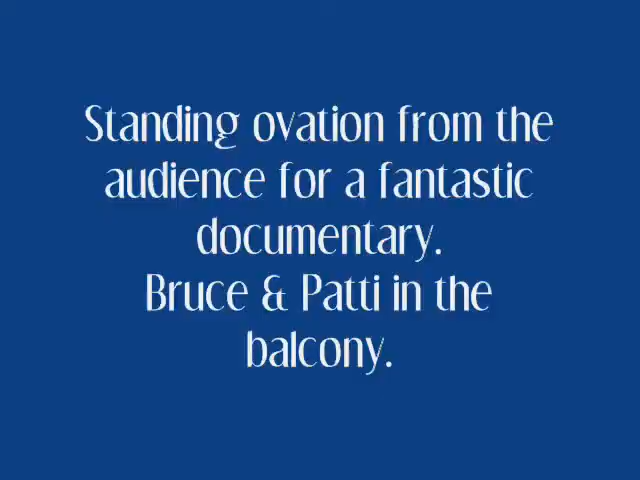 Standing ovation from the
audience for a fantastic
documentary.
Bruce & Patti in the
balcony.